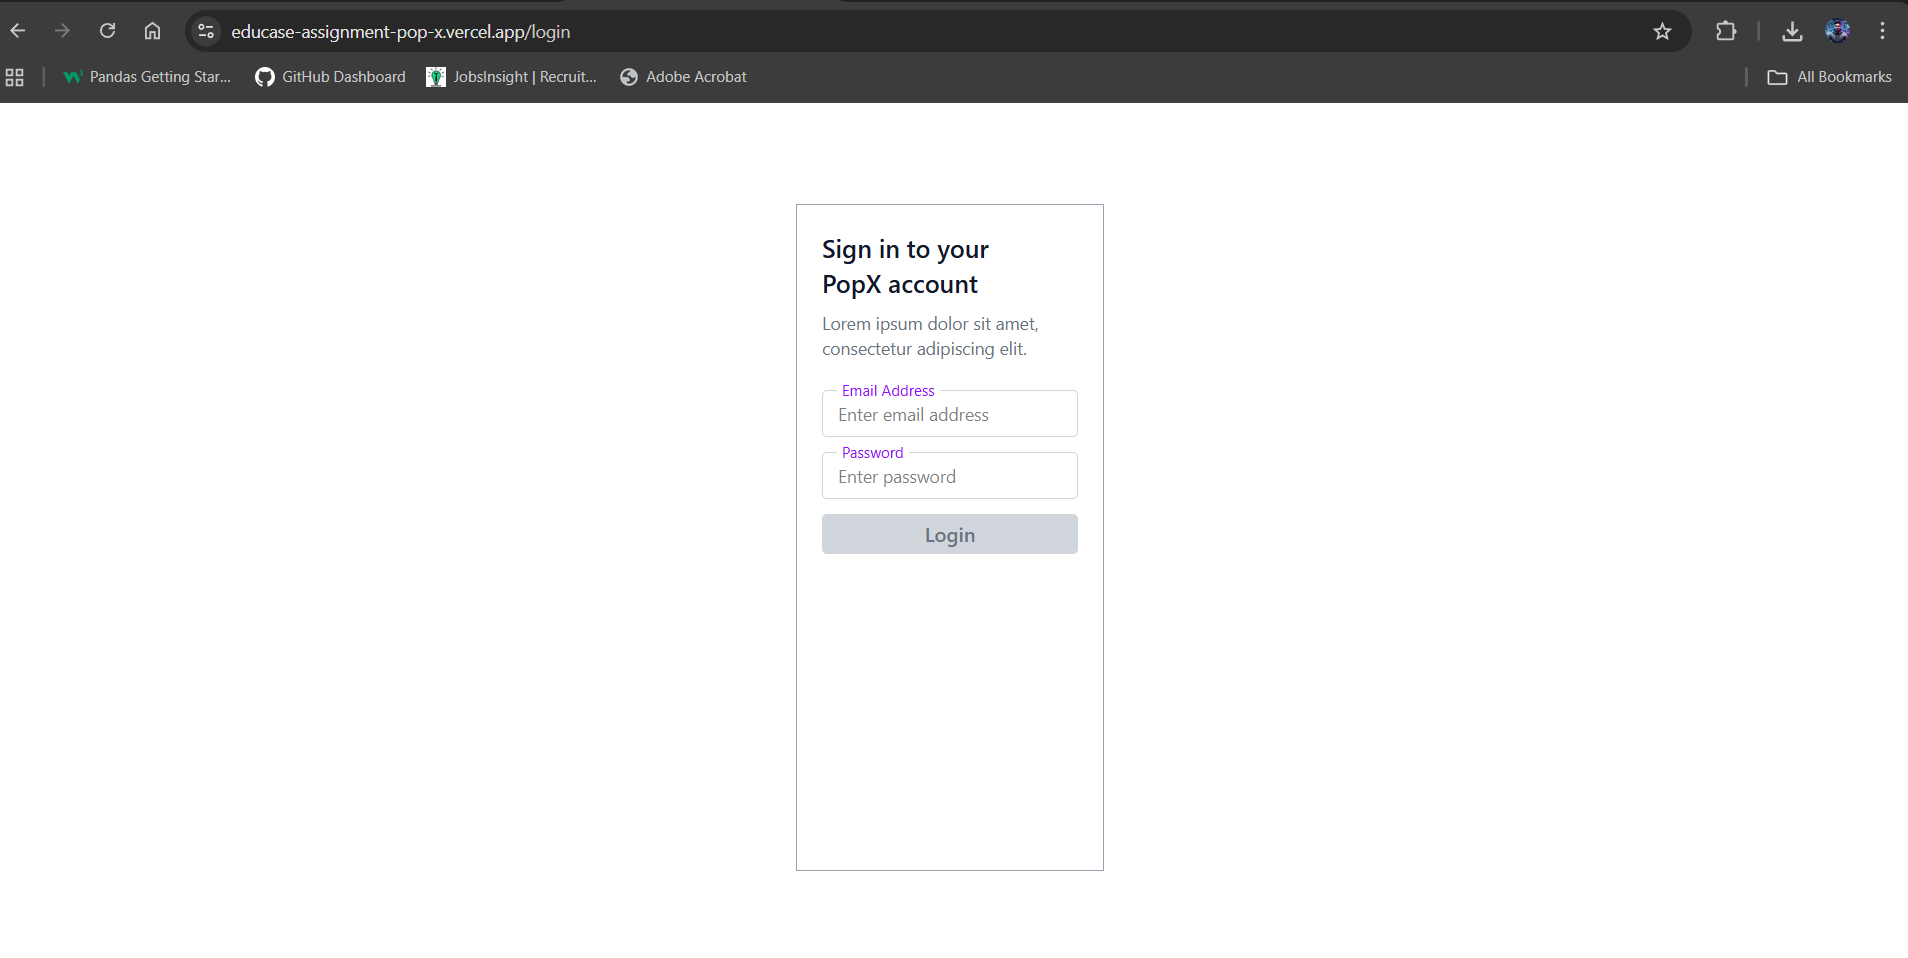 educase-assignment-pop-x.vercel.app/login
Pandas Getting Star... GitHub Dashboard JobsInsight | Recruit... Adobe Acrobat All Bookmarks
Sign in to your
PopX account
Lorem ipsum dolor sit amet,
consectetur adipiscing elit.
Email Address
Enter email address
Password
Enter password
Login